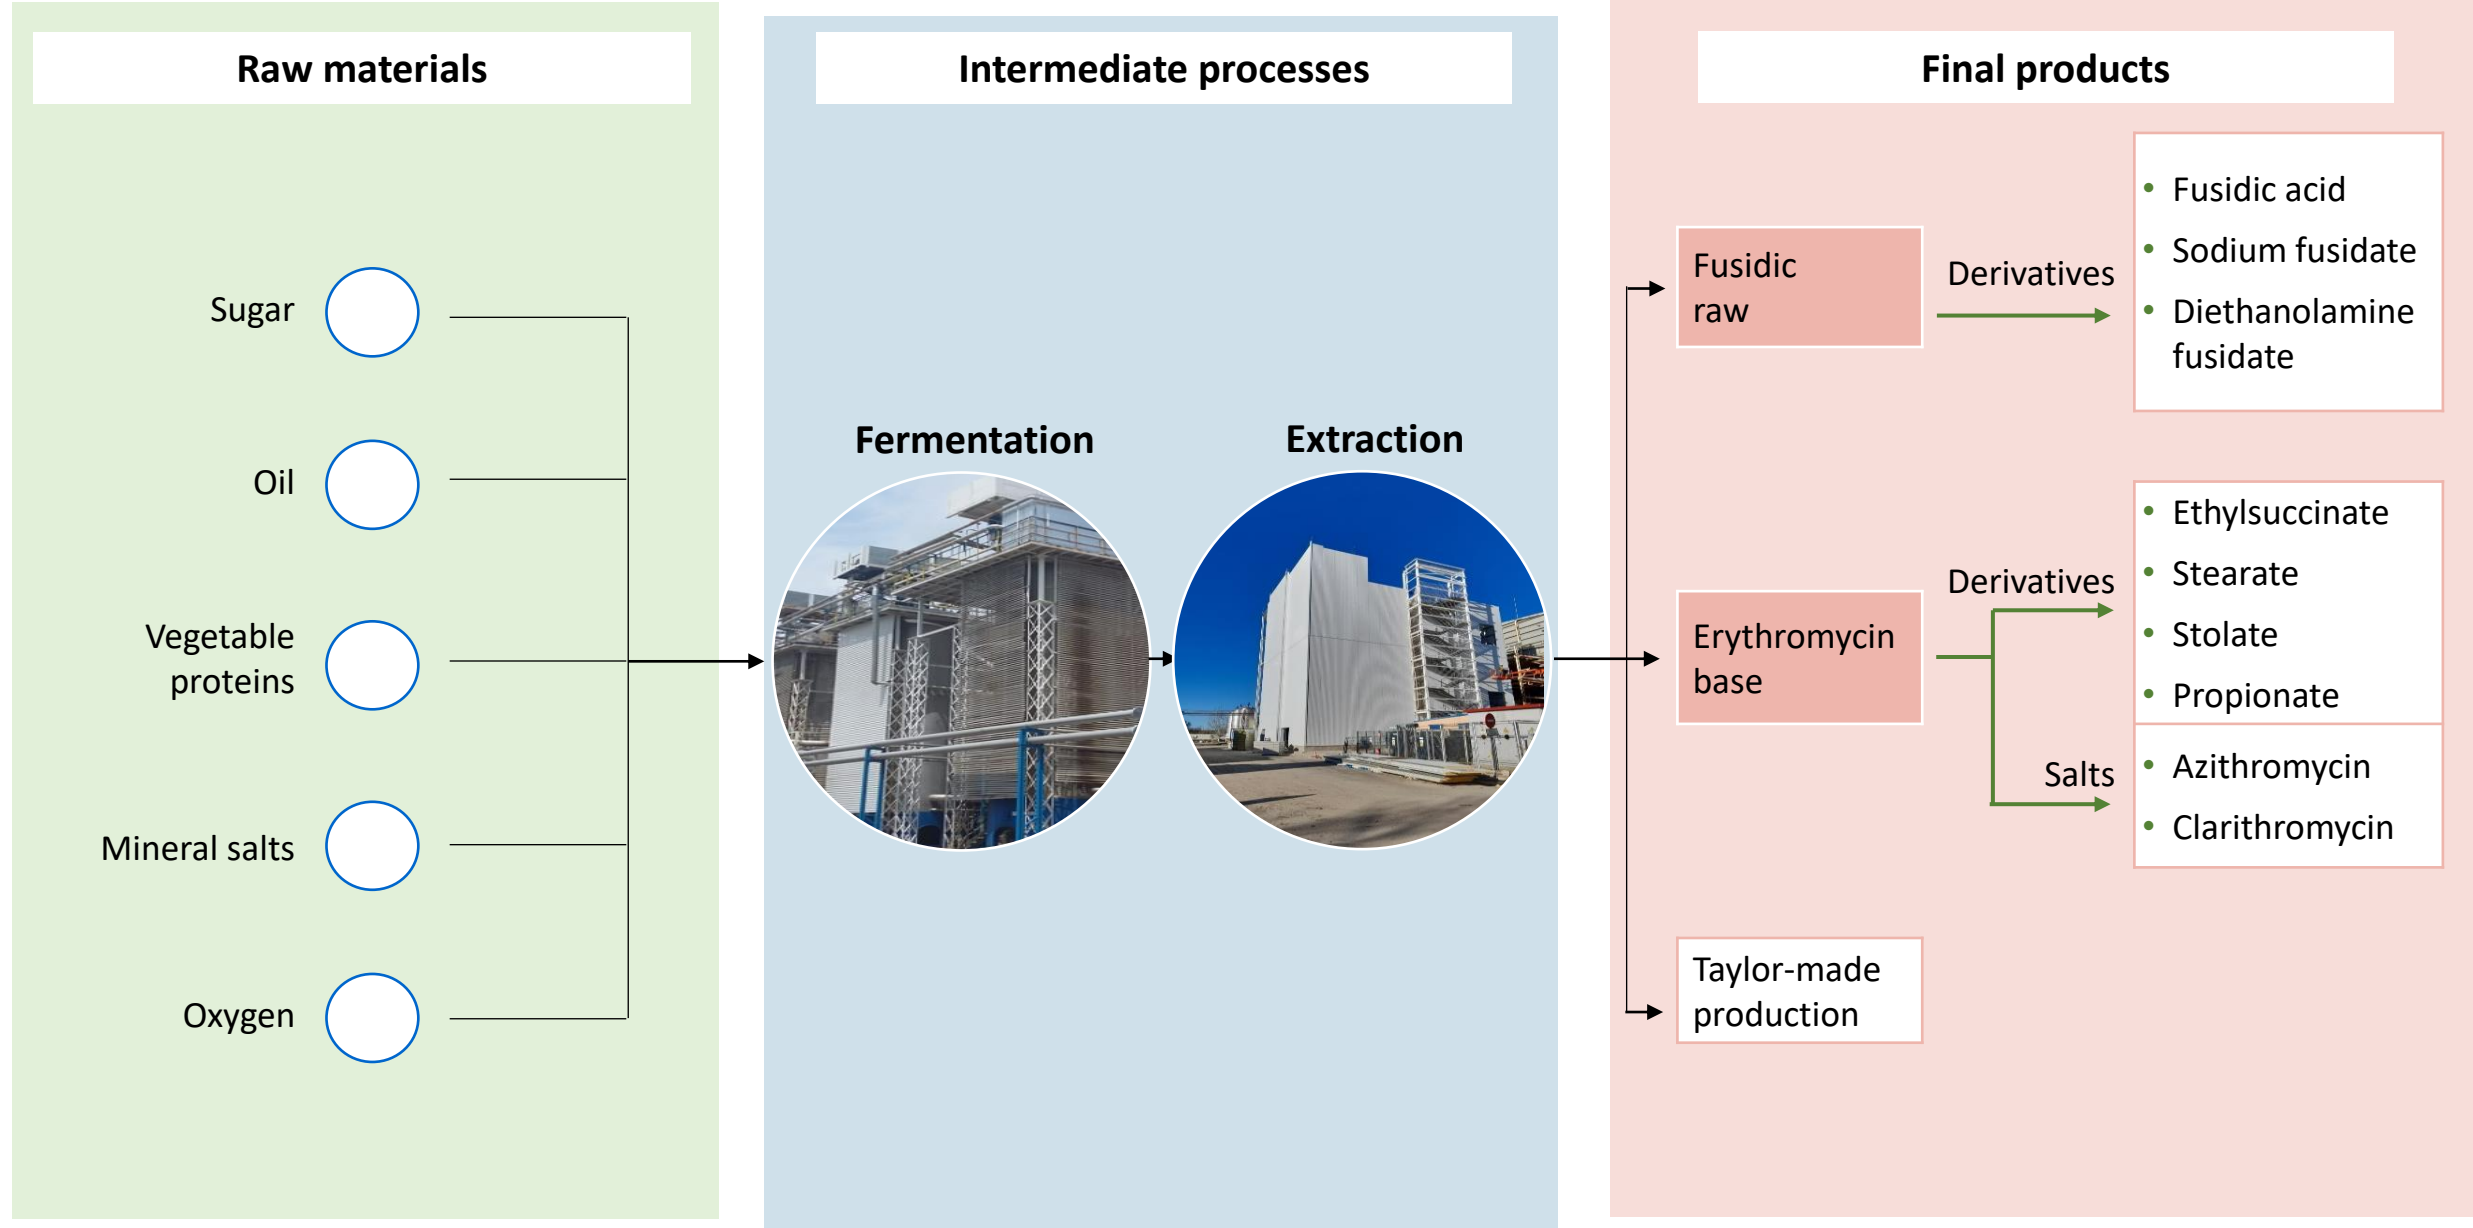 Raw materials
Sugar
Oil
Vegetable
proteins
Mineral salts
Oxygen
Intermediate processes
Fermentation
Extraction
Final products
Fusidic
raw
Derivatives
• Fusidic acid
• Sodium fusidate
• Diethanolamine
fusidate
Erythromycin
base
Derivatives
• Ethylsuccinate
• Stearate
• Stolate
• Propionate
Salts
• Azithromycin
• Clarithromycin
Taylor-made
production